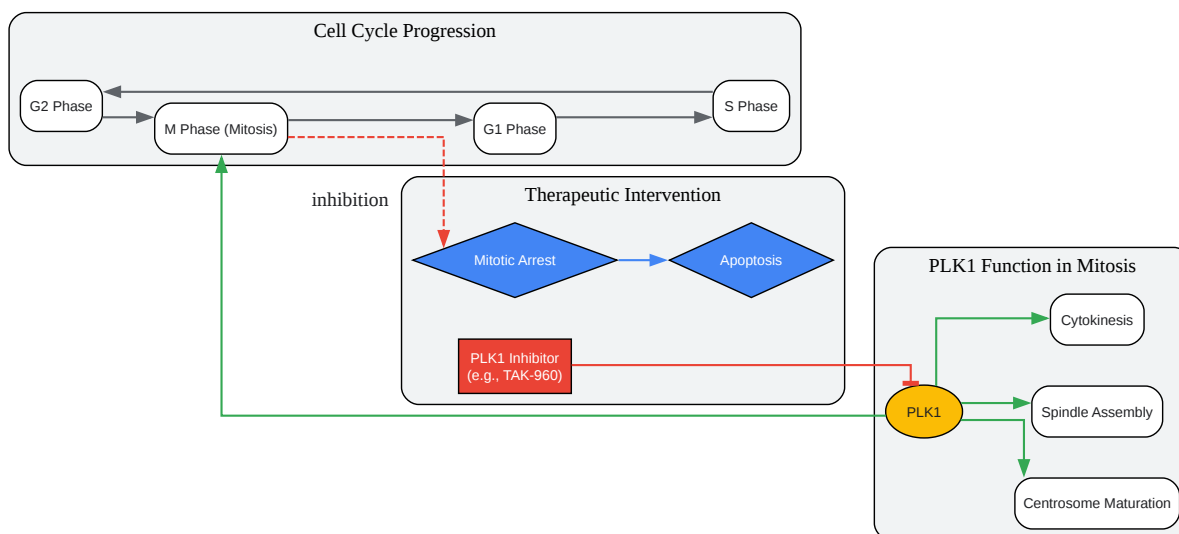 Cell Cycle Progression
G2 Phase
M Phase (Mitosis)
G1 Phase
S Phase
inhibition
Therapeutic Intervention
Mitotic Arrest
Apoptosis
PLK1 Inhibitor
(e.g., TAK-960)
PLK1 Function in Mitosis
Cytokinesis
PLK1
Spindle Assembly
Centrosome Maturation